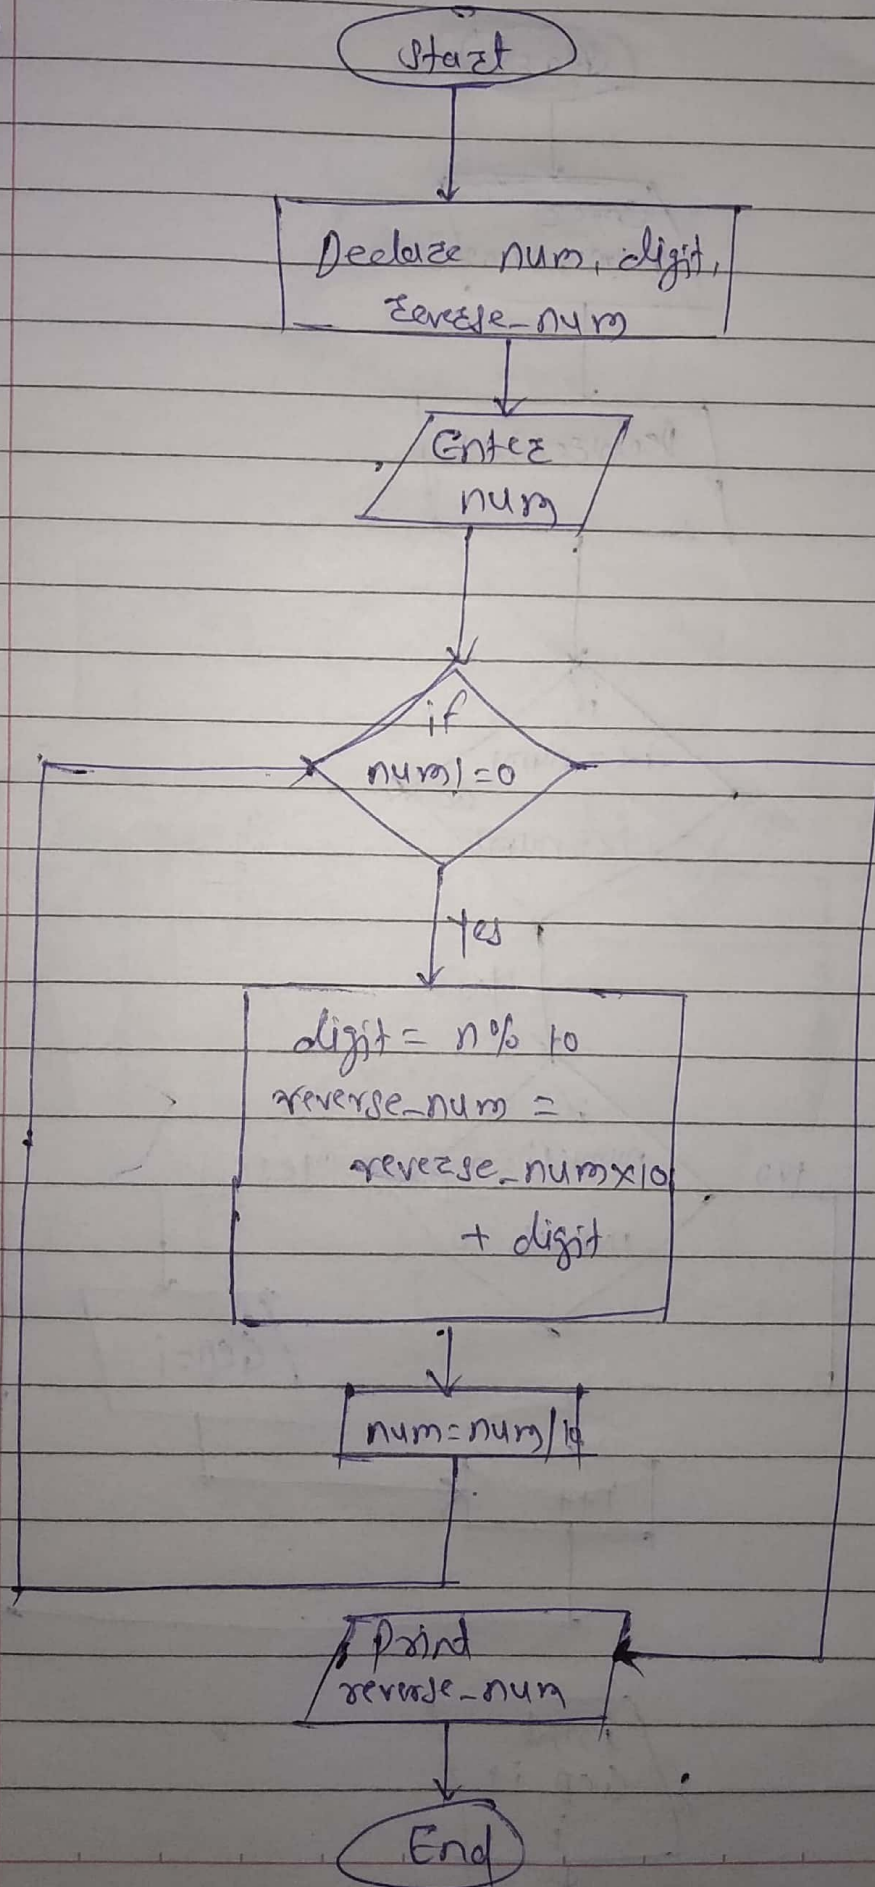 Start
Declare num, digit,
reverse_num
Enter
num
if
num!=0
Yes
digit = n% 10
reverse_num =
reverse_num×10
+ digit
num=num/10
Print
reverse_num
End